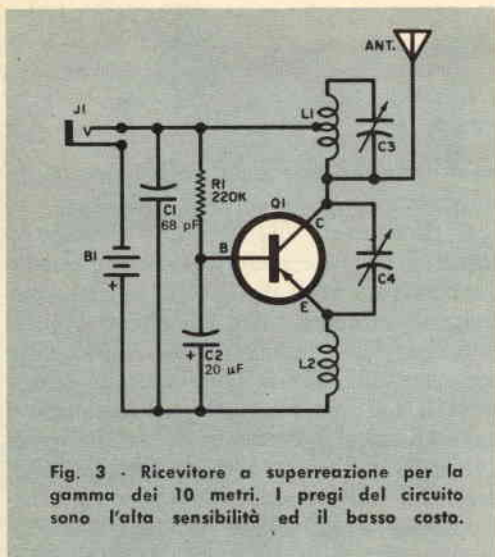 ANT.
J1
L1
C3
C1
68 pF
R1
220K
Q1
C
B
B1
+
C4
E
+
C2
20 µF
L2
Fig. 3 - Ricevitore a superreazione per la
gamma dei 10 metri. I pregi del circuito
sono l'alta sensibilità ed il basso costo.